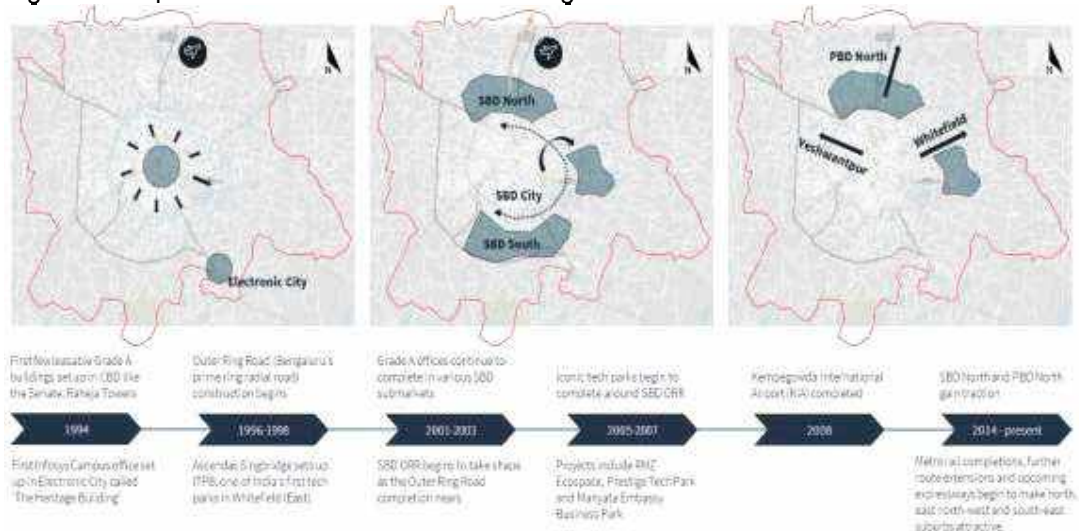 N
Electronic City
SBD North
N
SBD City
SBD South
PBD North
N
Yeshwantpur
Whitefield
First few leasable Grade A
buildings set up in CBD like
the Senate, Raheja Towers
Outer Ring Road (Bengaluru's
prime ring radial road)
construction begins
Grade A offices continue to
complete in various SBD
submarkets
Iconic tech parks begin to
complete around SBD ORR
Kempegowda International
Airport (KIA) completed
SBD North and PBD North
gain traction
1994
1996-1998
2001-2003
2005-2007
2008
2014 - present
First Infosys Campus office set
up in Electronic City called
'The Heritage Building'
Ascendas Singbridge sets up
ITPB, one of India's first tech
parks in Whitefield (East)
SBD ORR begins to take shape
as the Outer Ring Road
completion nears
Projects include RMZ
Ecospace, Prestige Tech Park
and Manyata Embassy
Business Park
Metro rail completions, further
route extensions and upcoming
expressways begin to make north,
east north-west and south-east
suburbs attractive